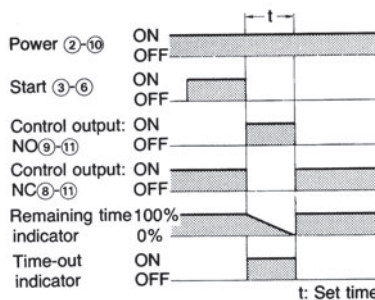 t
Power ②-⑩ ON
OFF
Start ③-⑥ ON
OFF
Control output: ON
NO⑨-⑪ OFF
Control output: ON
NC⑧-⑪ OFF
Remaining time 100%
indicator 0%
Time-out ON
indicator OFF
t: Set time